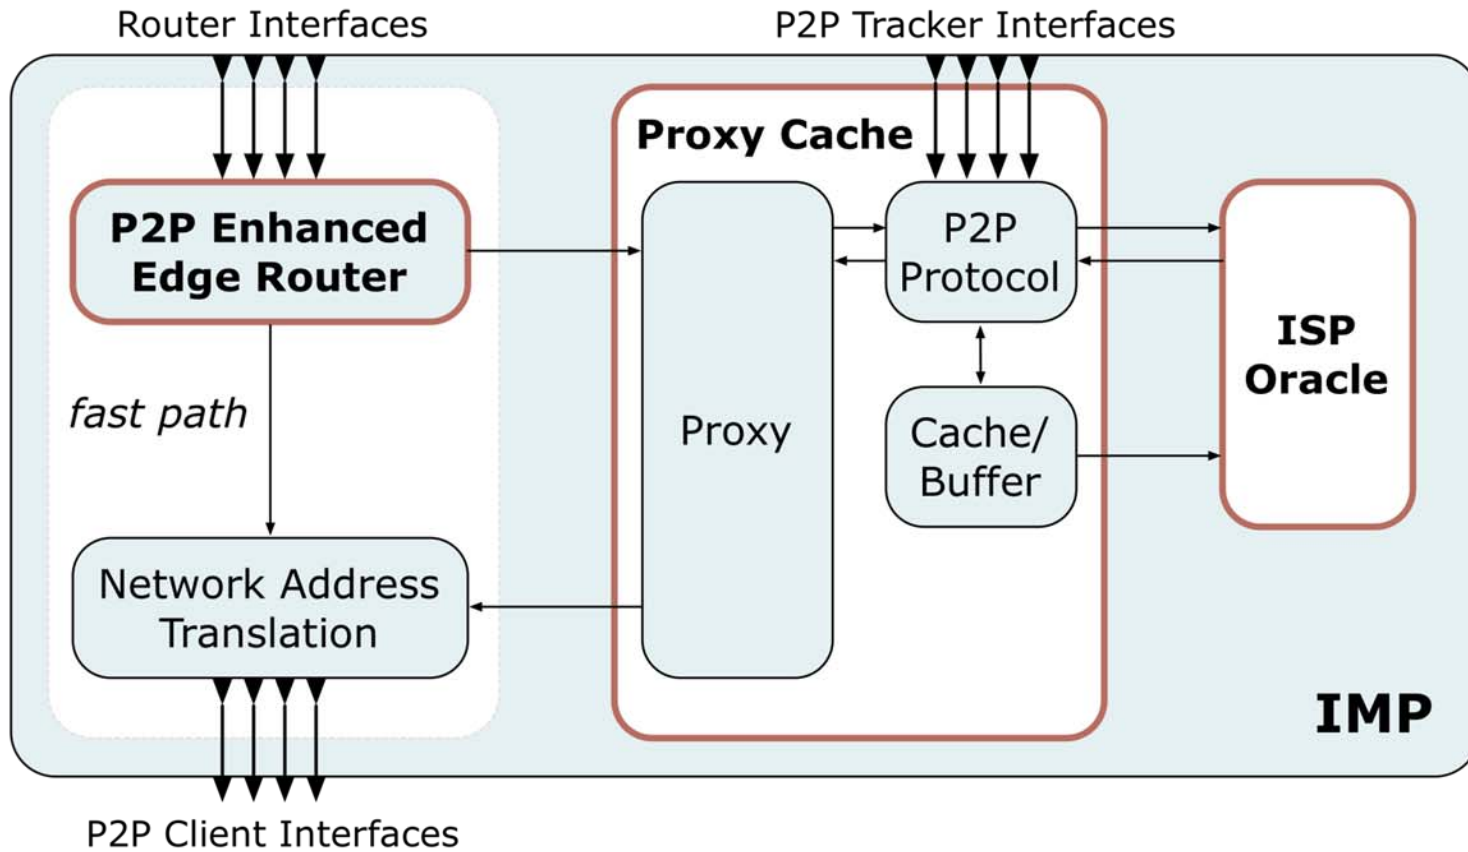 Router Interfaces
P2P Tracker Interfaces
Proxy Cache
P2P Enhanced
Edge Router
P2P
Protocol
ISP
Oracle
fast path
Proxy
Cache/
Buffer
Network Address
Translation
IMP
P2P Client Interfaces